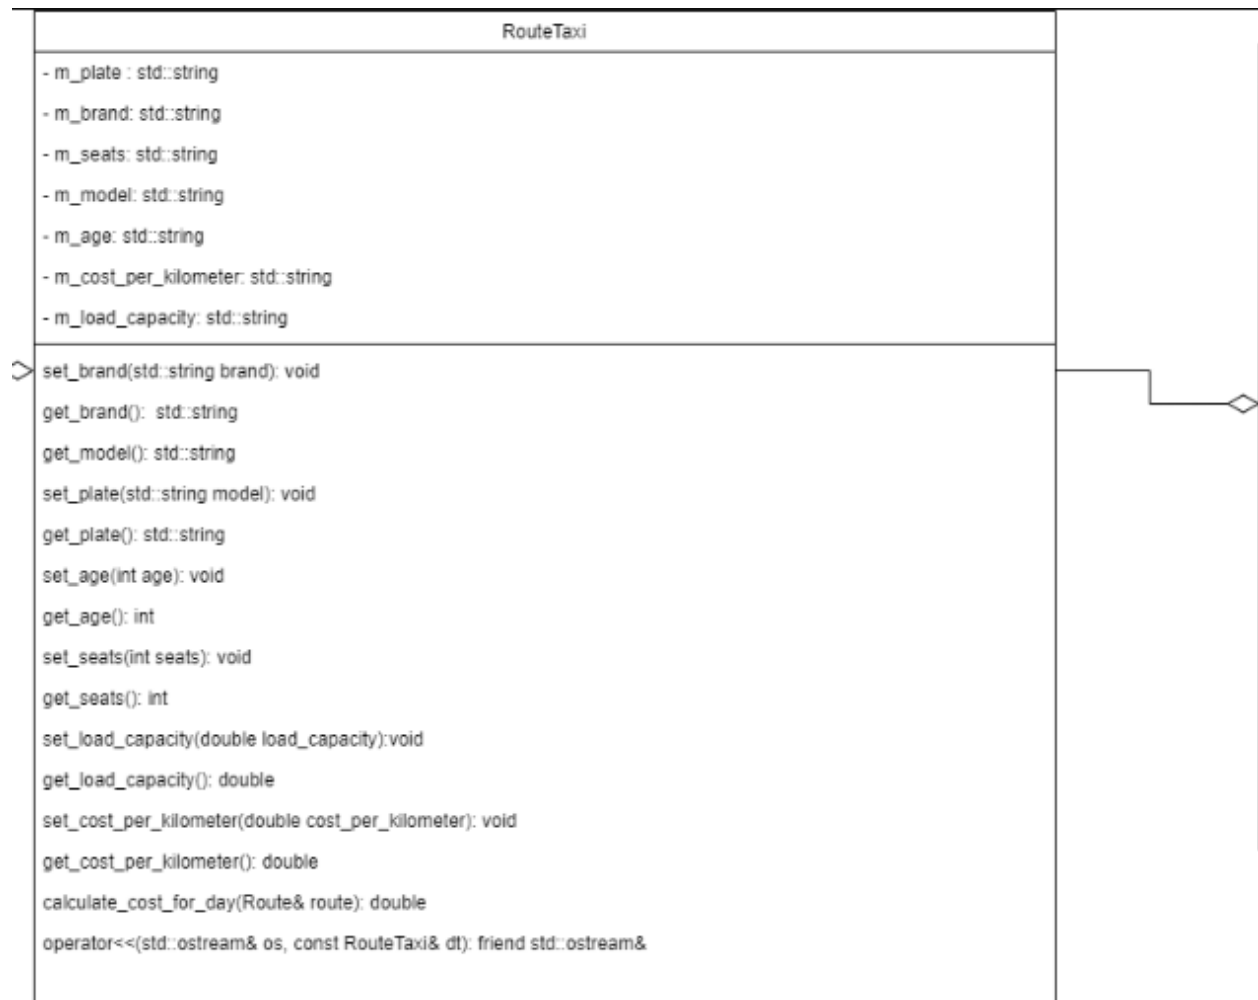 RouteTaxi
- m_plate : std::string
- m_brand: std::string
- m_seats: std::string
- m_model: std::string
- m_age: std::string
- m_cost_per_kilometer: std::string
- m_load_capacity: std::string
set_brand(std::string brand): void
get_brand():  std::string
get_model(): std::string
set_plate(std::string model): void
get_plate(): std::string
set_age(int age): void
get_age(): int
set_seats(int seats): void
get_seats(): int
set_load_capacity(double load_capacity):void
get_load_capacity(): double
set_cost_per_kilometer(double cost_per_kilometer): void
get_cost_per_kilometer(): double
calculate_cost_for_day(Route& route): double
operator<<(std::ostream& os, const RouteTaxi& dt): friend std::ostream&